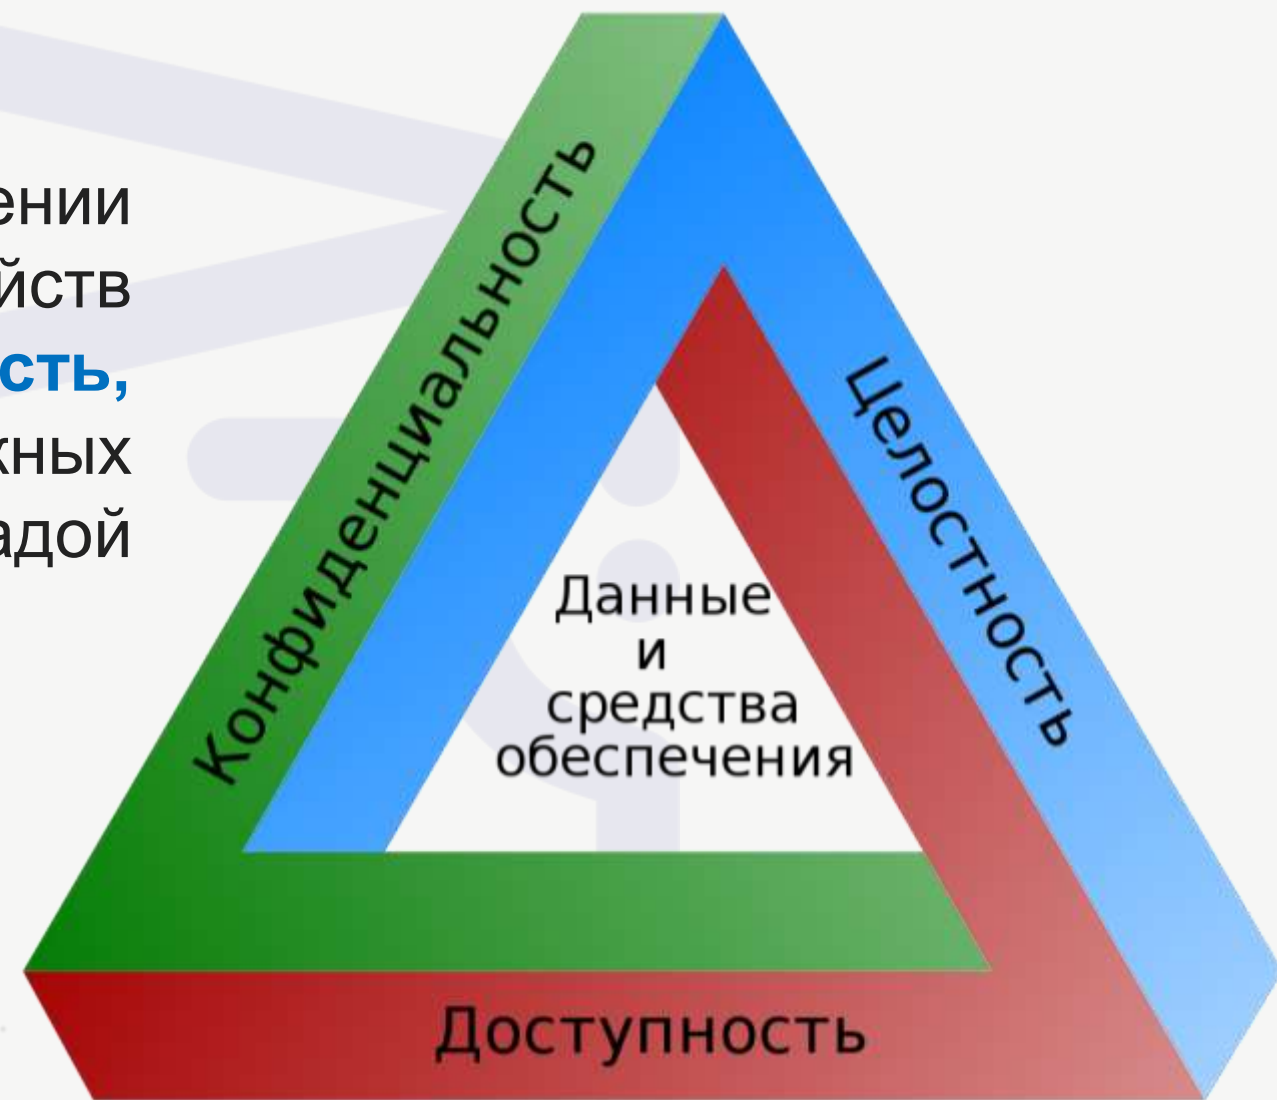 ении
йств
сть,
жных
адой
Конфиденциальность
Целостность
Данные
и
средства
обеспечения
Доступность